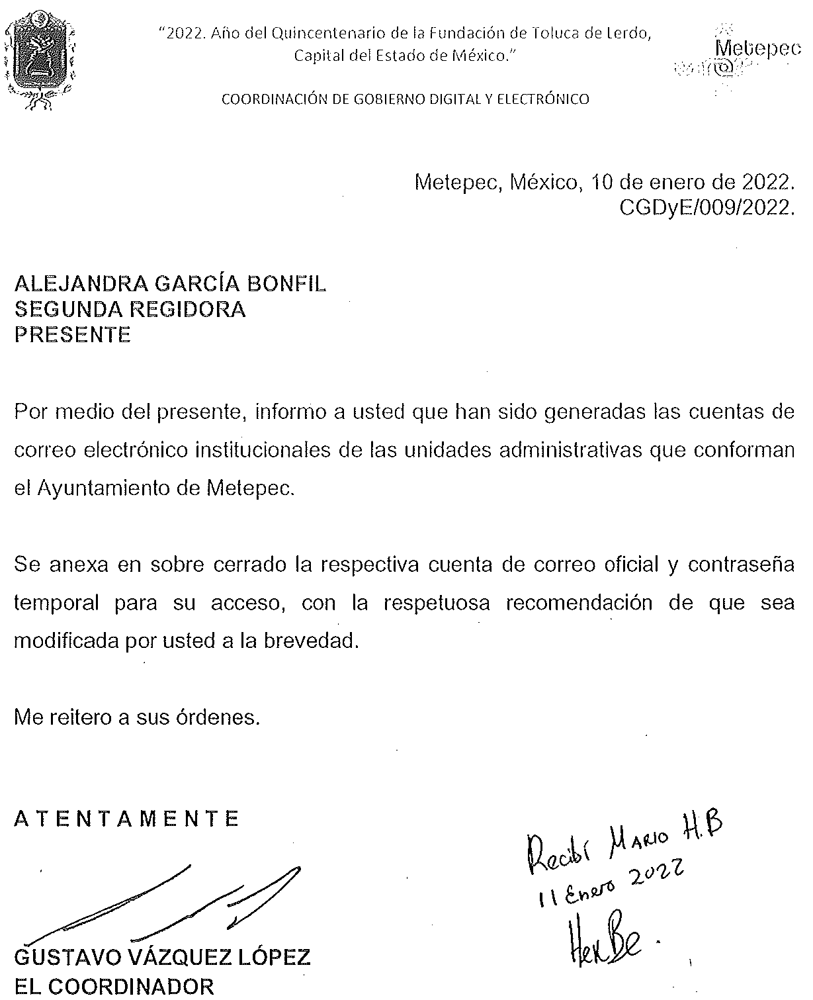 “2022. Año del Quincentenario de la Fundación de Toluca de Lerdo,
Capital del Estado de México.”
Metepec
COORDINACIÓN DE GOBIERNO DIGITAL Y ELECTRÓNICO
Metepec, México, 10 de enero de 2022.
CGDyE/009/2022.
ALEJANDRA GARCÍA BONFIL
SEGUNDA REGIDORA
PRESENTE
Por medio del presente, informo a usted que han sido generadas las cuentas de
correo electrónico institucionales de las unidades administrativas que conforman
el Ayuntamiento de Metepec.
Se anexa en sobre cerrado la respectiva cuenta de correo oficial y contraseña
temporal para su acceso, con la respetuosa recomendación de que sea
modificada por usted a la brevedad.
Me reitero a sus órdenes.
A T E N T A M E N T E
Recibí MARIO H.B
11 Enero 2022
HerBe.
GUSTAVO VÁZQUEZ LÓPEZ
EL COORDINADOR